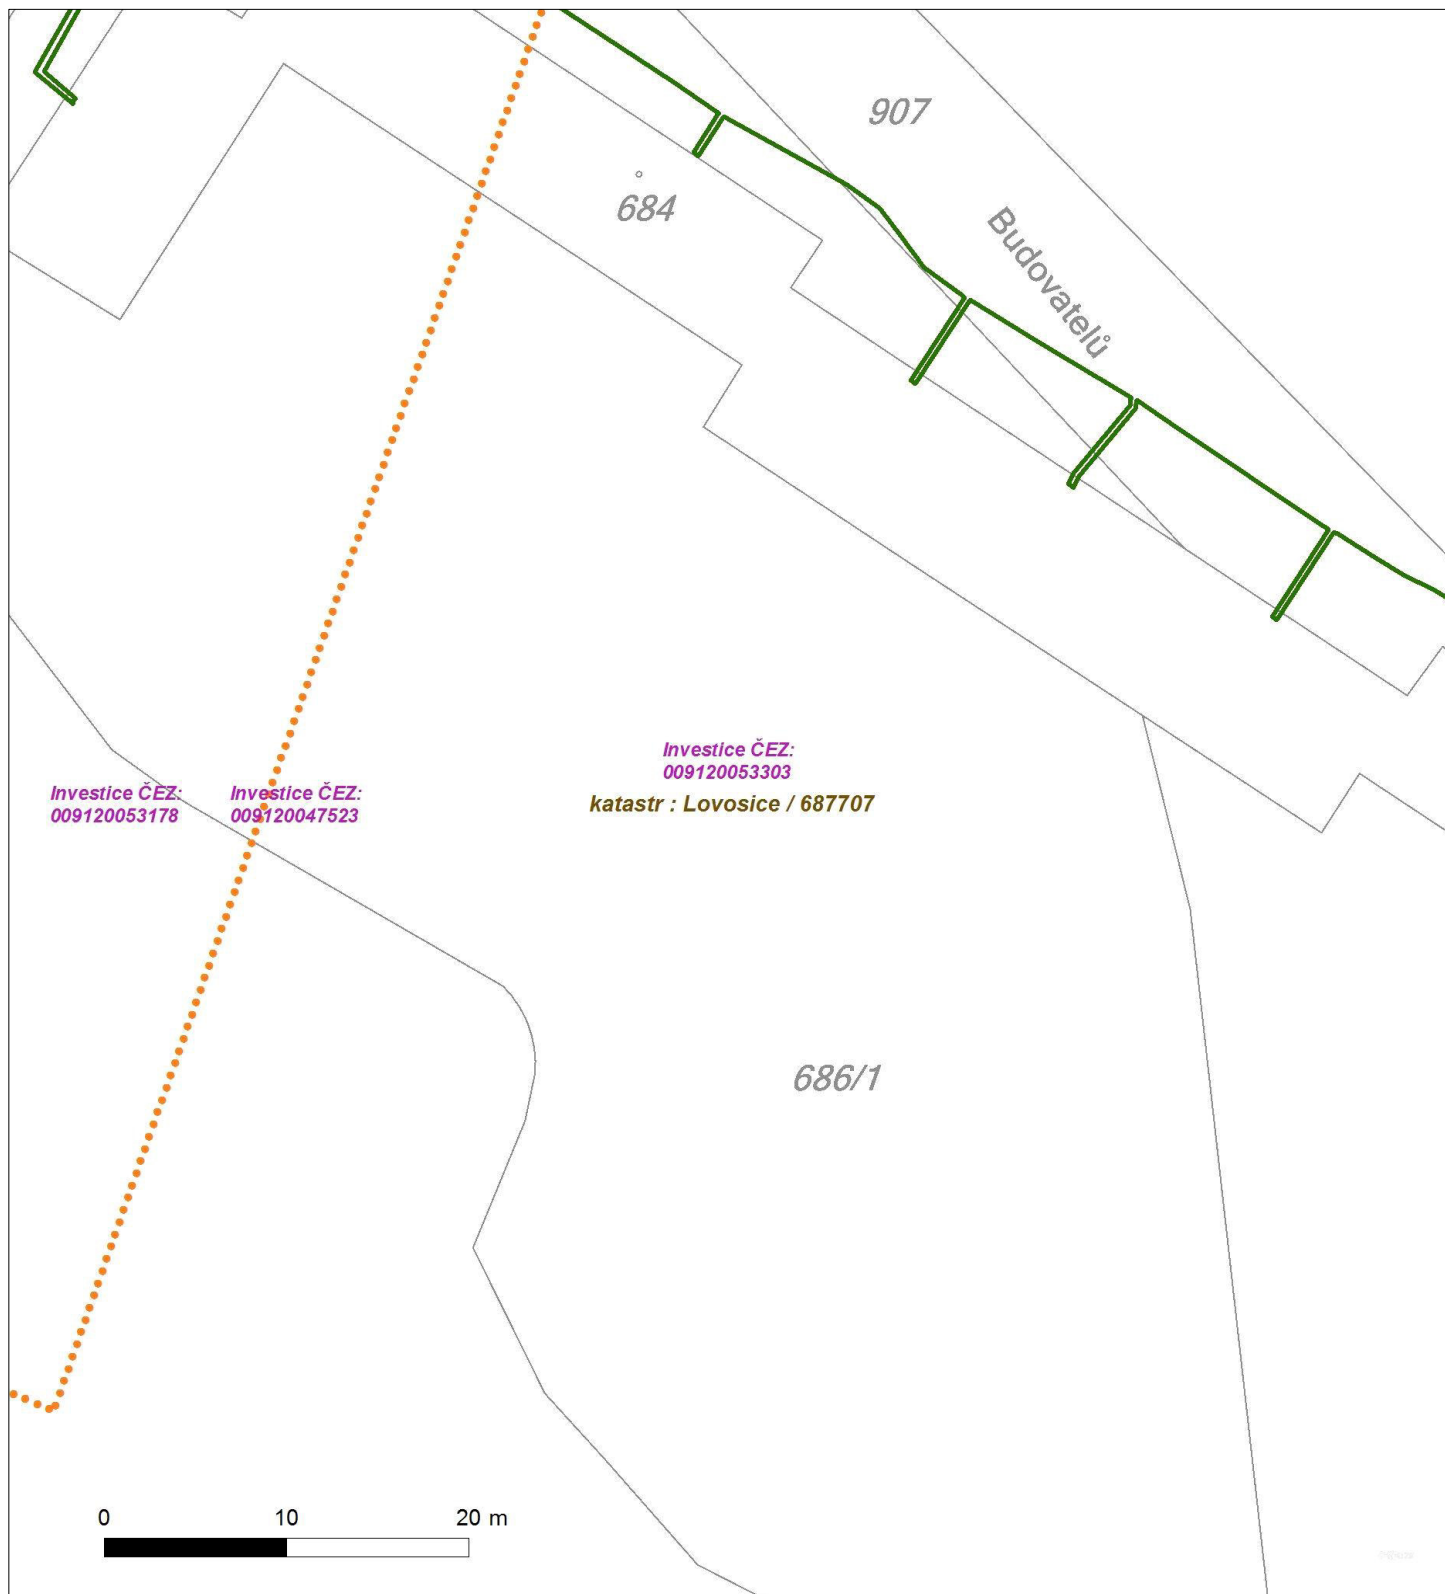 907
684
Budovatelů
Investice ČEZ:
009120053303
katastr : Lovosice / 687707
Investice ČEZ:
009120053178
Investice ČEZ:
009120047523
686/1
0 10 20 m